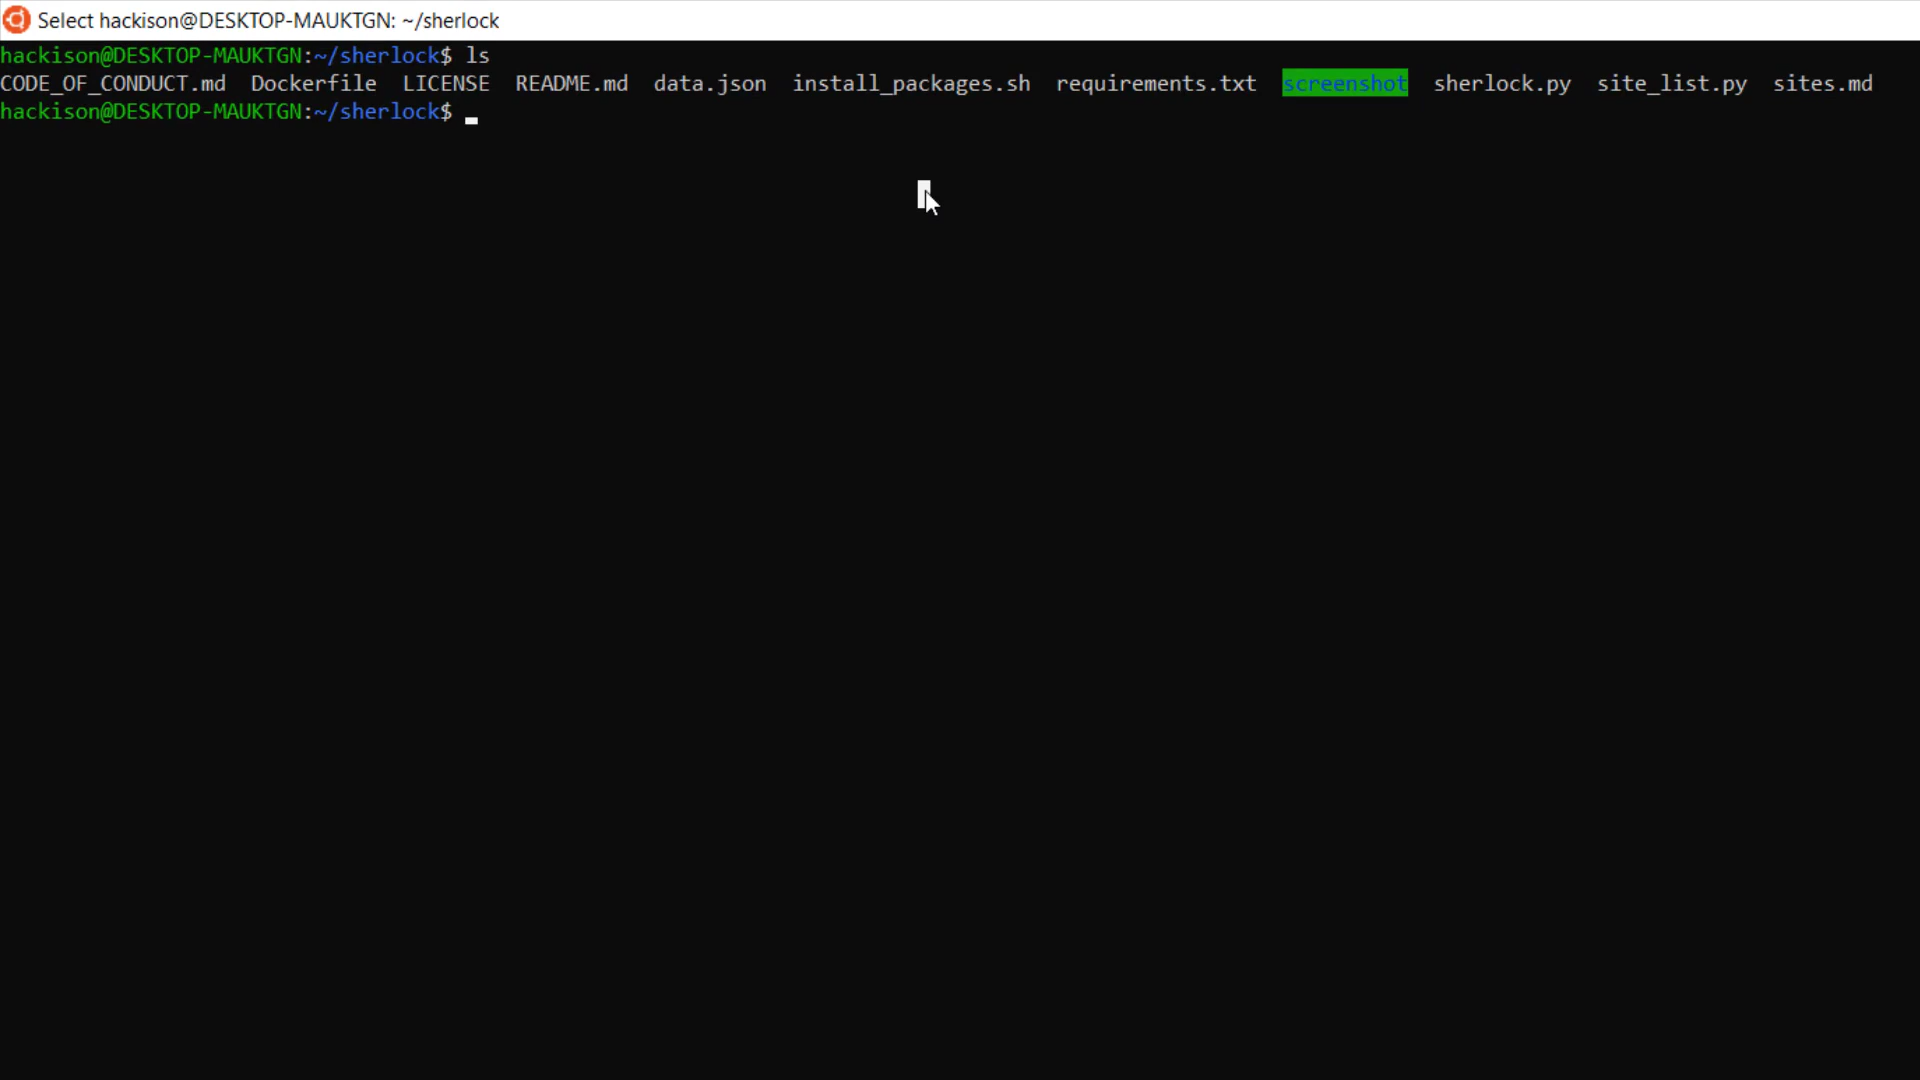 Select hackison@DESKTOP-MAUKTGN: ~/sherlock
hackison@DESKTOP-MAUKTGN:~/sherlock$ ls
CODE_OF_CONDUCT.md  Dockerfile  LICENSE  README.md  data.json  install_packages.sh  requirements.txt  screenshot  sherlock.py  site_list.py  sites.md
hackison@DESKTOP-MAUKTGN:~/sherlock$